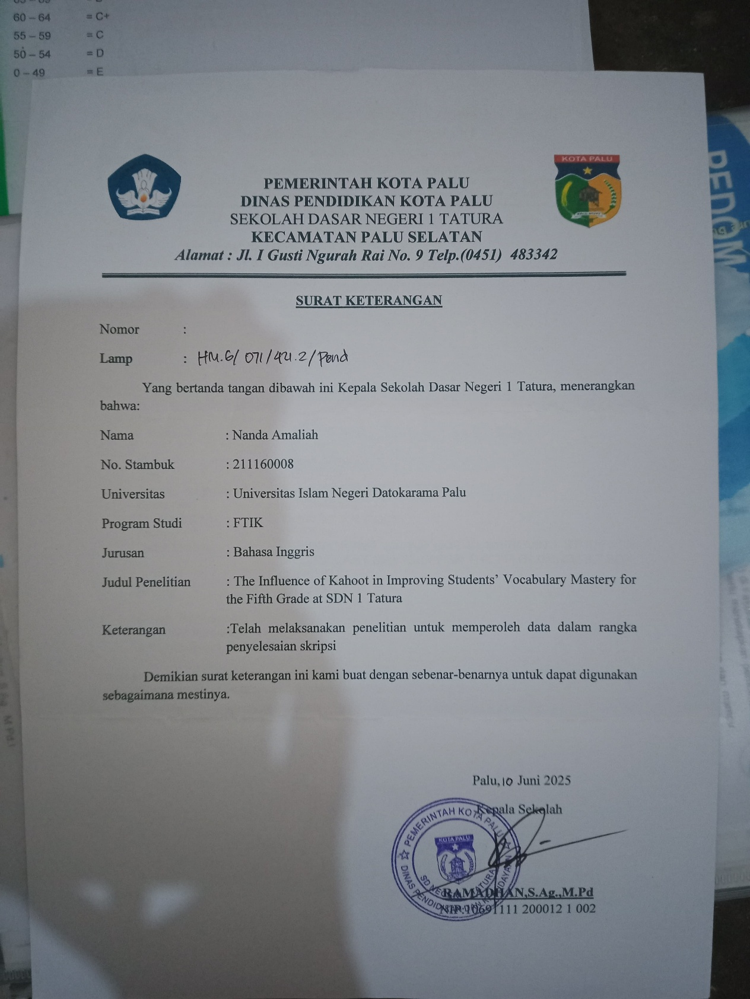 60 – 64 = C+
55 – 59 = C
50 – 54 = D
0 – 49 = E
KOTA PALU
PEMERINTAH KOTA PALU
DINAS PENDIDIKAN KOTA PALU
SEKOLAH DASAR NEGERI 1 TATURA
KECAMATAN PALU SELATAN
Alamat : Jl. I Gusti Ngurah Rai No. 9 Telp.(0451) 483342
PEDOM
SURAT KETERANGAN
Nomor :
Lamp : HM.6/071/421.2/Pend
Yang bertanda tangan dibawah ini Kepala Sekolah Dasar Negeri 1 Tatura, menerangkan
bahwa:
Nama : Nanda Amaliah
No. Stambuk : 211160008
Universitas : Universitas Islam Negeri Datokarama Palu
Program Studi : FTIK
Jurusan : Bahasa Inggris
Judul Penelitian : The Influence of Kahoot in Improving Students’ Vocabulary Mastery for
the Fifth Grade at SDN 1 Tatura
Keterangan :Telah melaksanakan penelitian untuk memperoleh data dalam rangka
penyelesaian skripsi
Demikian surat keterangan ini kami buat dengan sebenar-benarnya untuk dapat digunakan
sebagaimana mestinya.
Palu, 10 Juni 2025
Kepala Sekolah
PEMERINTAH KOTA PALU
KOTA PALU
DINAS PENDIDIKAN DAN
SD NEGERI TATURA
RAMADHAN,S.Ag.,M.Pd
NIP:10691111 200012 1 002